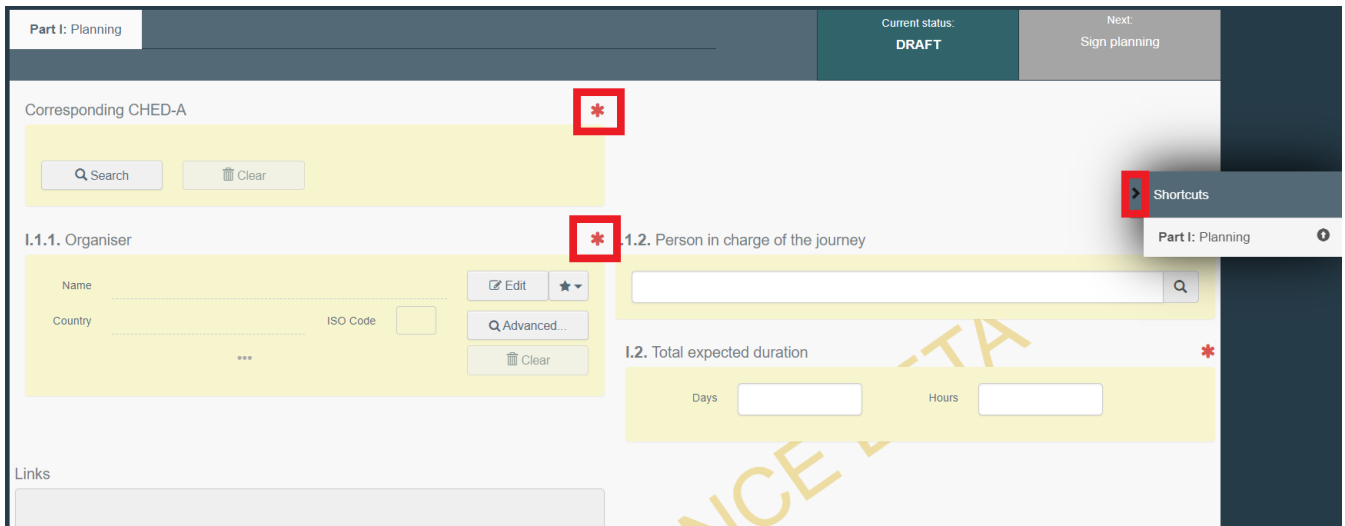 Part I: Planning
Current status:
DRAFT
Next:
Sign planning
Corresponding CHED-A
*
Search
Clear
Shortcuts
Part I: Planning
I.1.1. Organiser
*
.1.2. Person in charge of the journey
Name
Edit
Country
ISO Code
Advanced...
•••
Clear
I.2. Total expected duration
*
Days
Hours
Links
NCE BETA